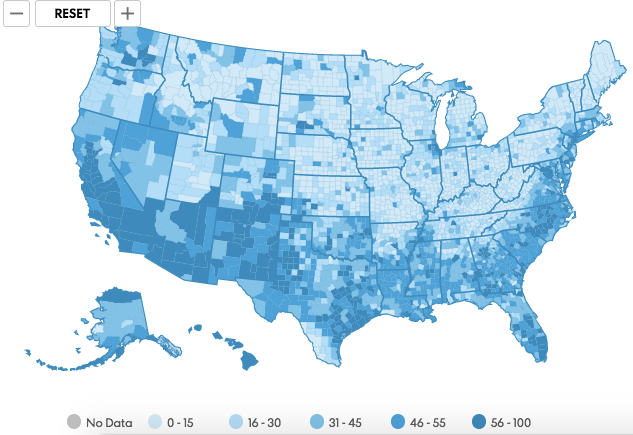 − RESET +
No Data 0 - 15 16 - 30 31 - 45 46 - 55 56 - 100